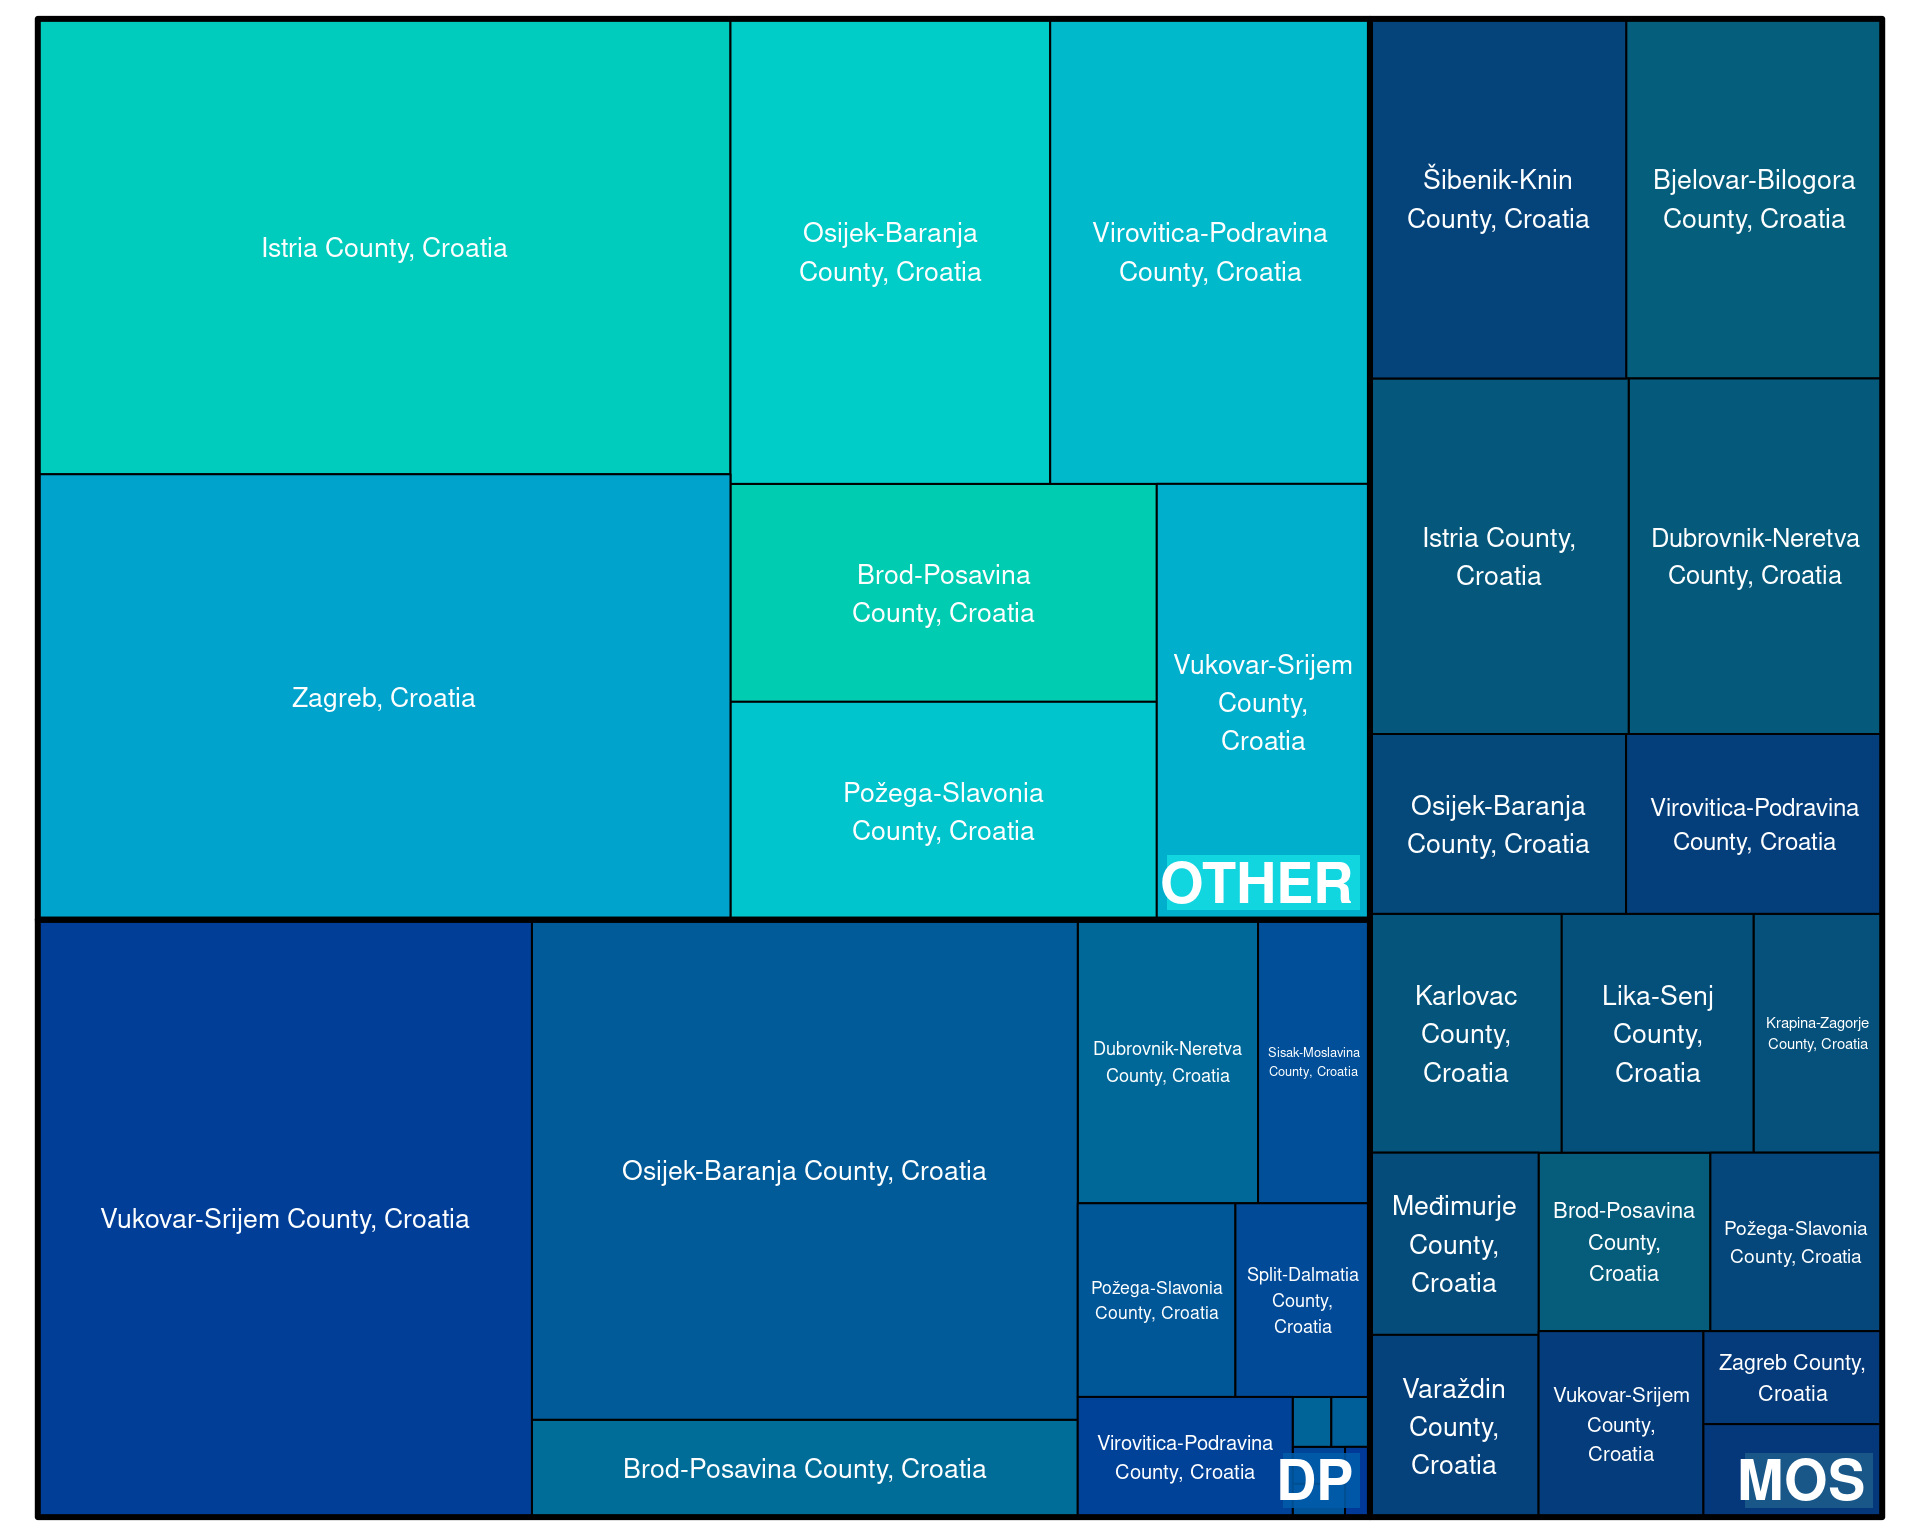 Istria County, Croatia
Osijek-Baranja
County, Croatia
Virovitica-Podravina
County, Croatia
Zagreb, Croatia
Brod-Posavina
County, Croatia
Požega-Slavonia
County, Croatia
Vukovar-Srijem
County,
Croatia
OTHER
Vukovar-Srijem County, Croatia
Osijek-Baranja County, Croatia
Brod-Posavina County, Croatia
Dubrovnik-Neretva
County, Croatia
Sisak-Moslavina
County, Croatia
Požega-Slavonia
County, Croatia
Split-Dalmatia
County,
Croatia
Virovitica-Podravina
County, Croatia
DP
Šibenik-Knin
County, Croatia
Bjelovar-Bilogora
County, Croatia
Istria County,
Croatia
Dubrovnik-Neretva
County, Croatia
Osijek-Baranja
County, Croatia
Virovitica-Podravina
County, Croatia
Karlovac
County,
Croatia
Lika-Senj
County,
Croatia
Krapina-Zagorje
County, Croatia
Međimurje
County,
Croatia
Brod-Posavina
County,
Croatia
Požega-Slavonia
County, Croatia
Varaždin
County,
Croatia
Vukovar-Srijem
County,
Croatia
Zagreb County,
Croatia
MOS